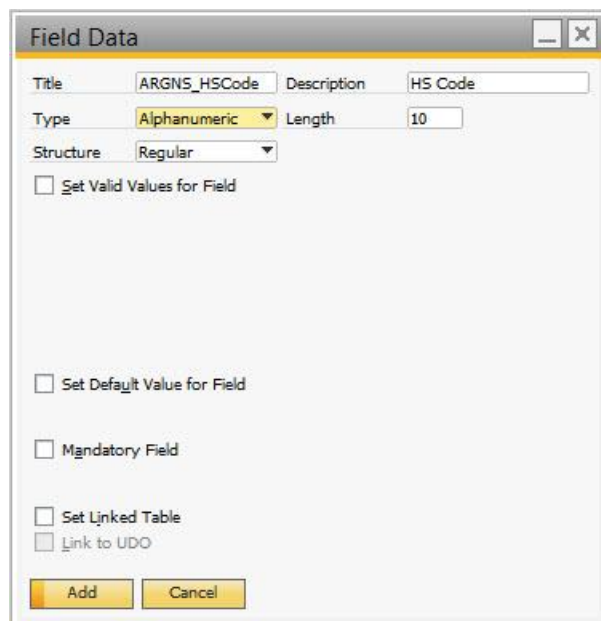 Field Data
Title ARGNS_HSCode Description HS Code
Type Alphanumeric Length 10
Structure Regular
Set Valid Values for Field
Set Default Value for Field
Mandatory Field
Set Linked Table
Link to UDO
Add Cancel